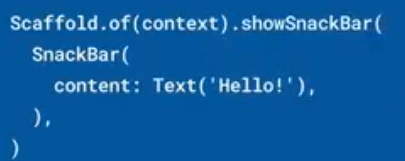 Scaffold.of(context).showSnackBar(
  SnackBar(
    content: Text('Hello!'),
  ),
)